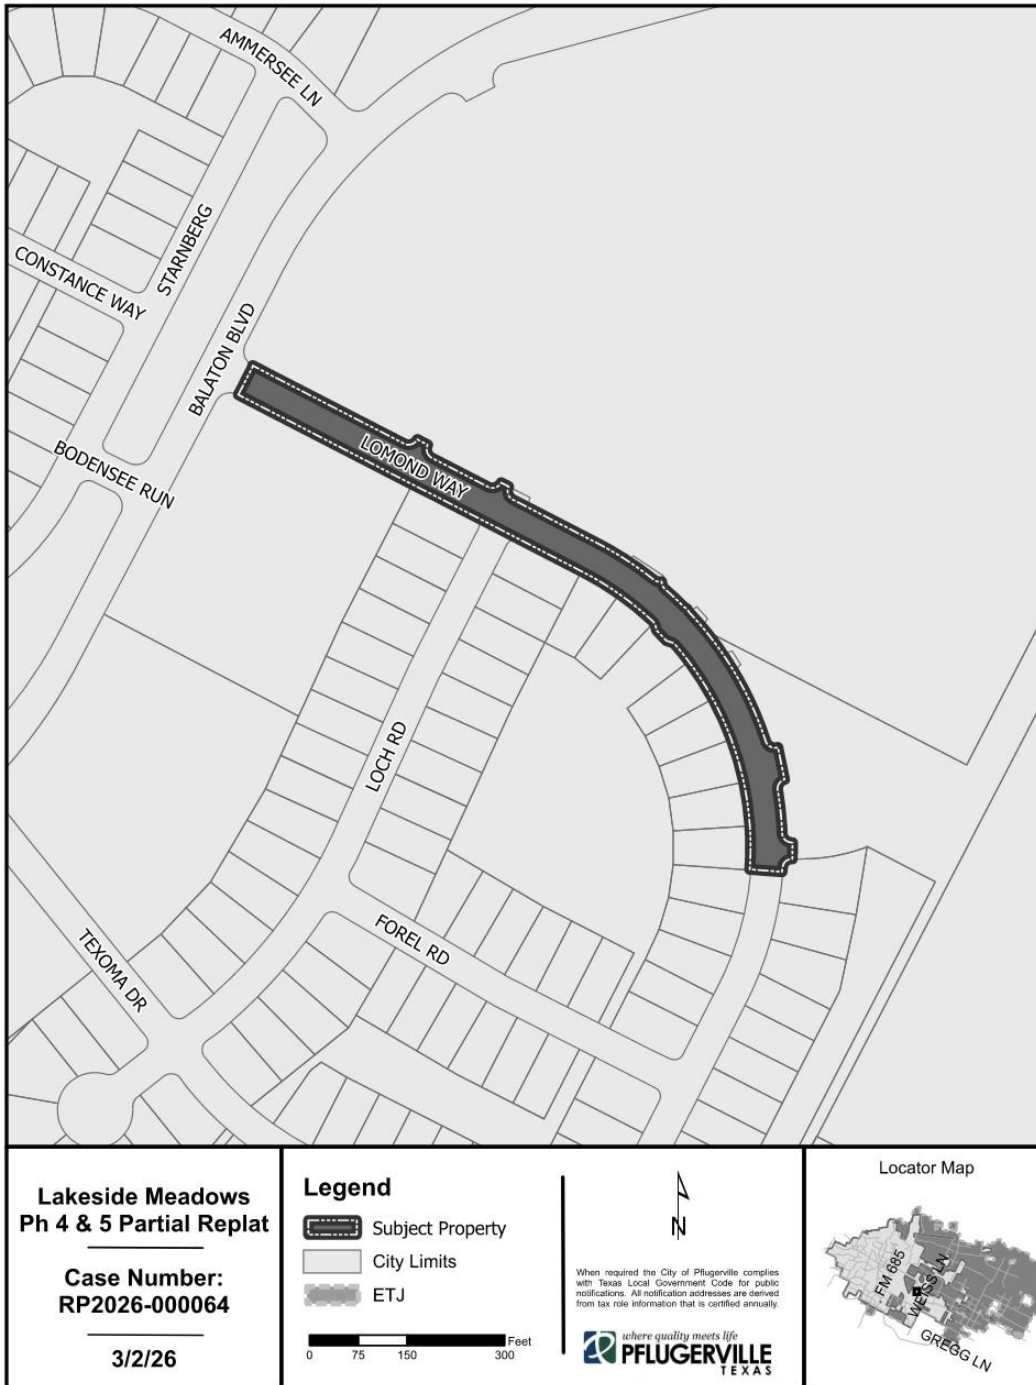 AMMERSEE LN
STARNBERG
CONSTANCE WAY
BALATON BLVD
BODENSEE RUN
LOMOND WAY
LOCH RD
FOREL RD
TEXOMA DR
Lakeside Meadows
Ph 4 & 5 Partial Replat
Case Number:
RP2026-000064
3/2/26
Legend
Subject Property
City Limits
ETJ
Feet
0 75 150 300
N
When required the City of Pflugerville complies
with Texas Local Government Code for public
notifications. All notification addresses are derived
from tax role information that is certified annually.
where quality meets life
PFLUGERVILLE
TEXAS
Locator Map
FM 685
WEISS LN
GREGG LN